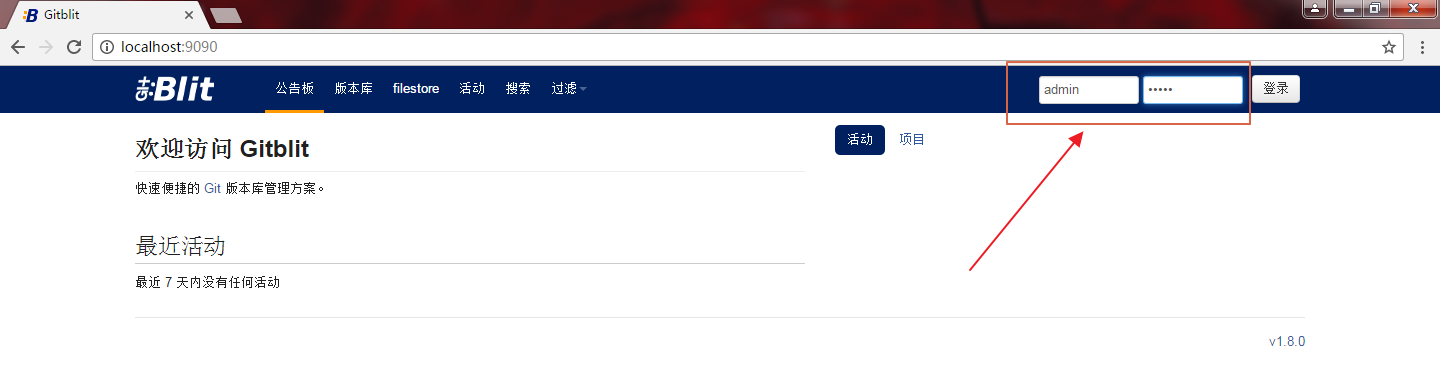 Gitblit
localhost:9090
Blit
公告板 版本库 filestore 活动 搜索 过滤
admin ••••• 登录
欢迎访问 Gitblit
活动 项目
快速便捷的 Git 版本库管理方案。
最近活动
最近 7 天内没有任何活动
v1.8.0